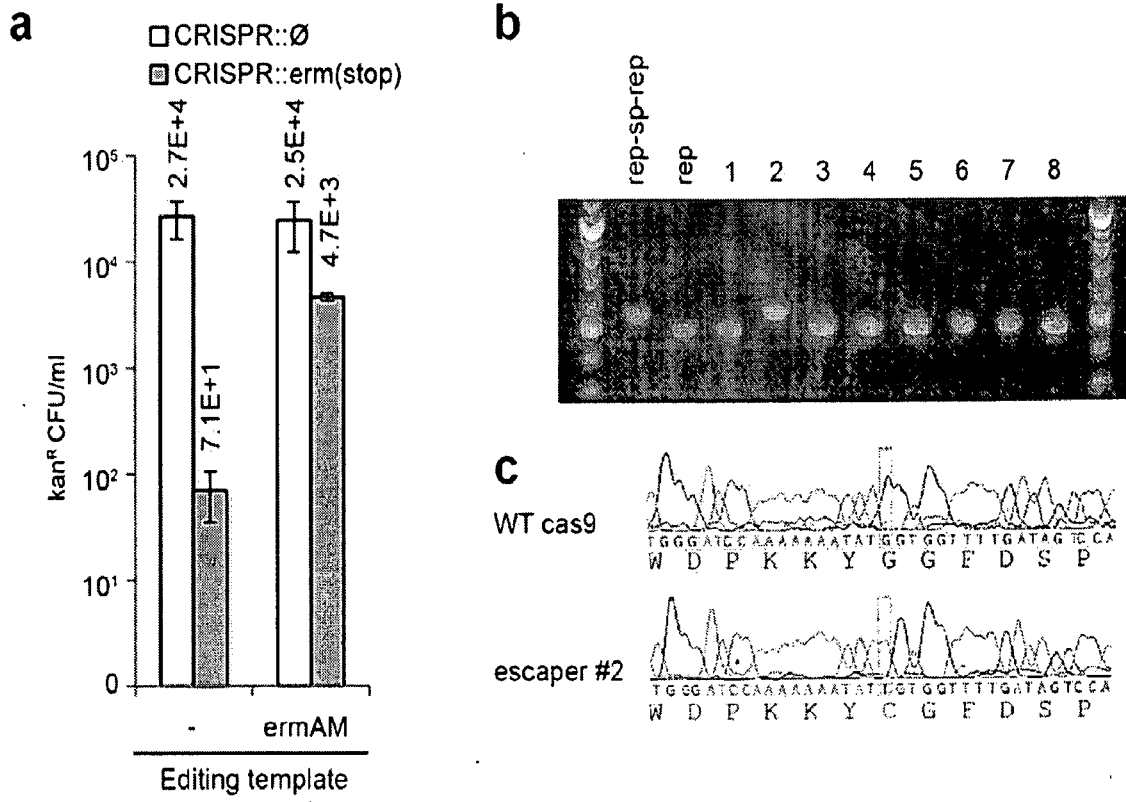 a
CRISPR::Ø
CRISPR::erm(stop)
2.7E+4
7.1E+1
2.5E+4
4.7E+3
10⁵
10⁴
10³
10²
10¹
0
kanᴿ CFU/ml
- ermAM
Editing template
b
rep-sp-rep rep 1 2 3 4 5 6 7 8
c
WT cas9
TGGGATCCAAAAAAATATGGTGGTTTTGATAGTCCA
W D P K K Y G G F D S P
escaper #2
TGGGATCCAAAAAAATATTGTGGTTTTGATAGTCCA
W D P K K Y C G F D S P